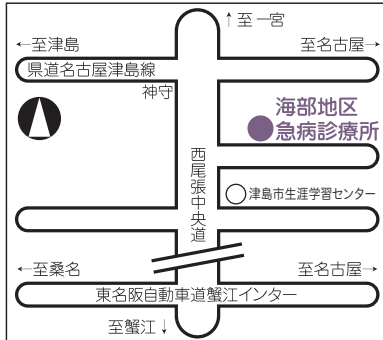 ↑至一宮
←至津島
至名古屋→
県道名古屋津島線
神守
海部地区
急病診療所
西尾張中央道
津島市生涯学習センター
←至桑名
至名古屋→
東名阪自動車道蟹江インター
至蟹江↓